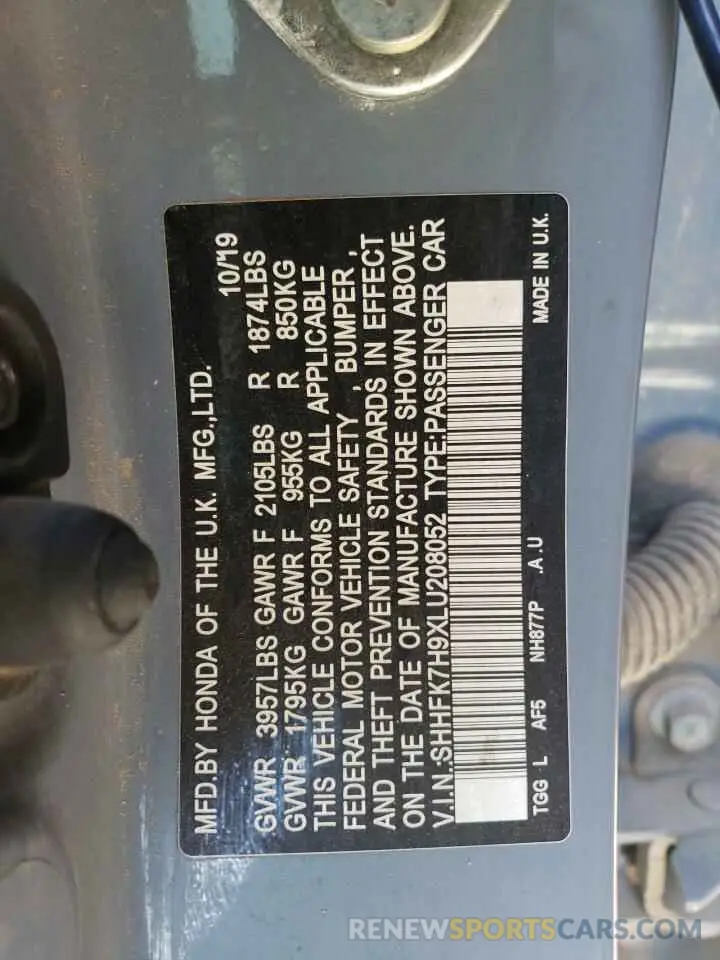 MFD.BY HONDA OF THE U.K. MFG.,LTD. 10/19
GVWR 3957LBS GAWR F 2105LBS R 1874LBS
GVWR 1795KG GAWR F 955KG R 850KG
THIS VEHICLE CONFORMS TO ALL APPLICABLE
FEDERAL MOTOR VEHICLE SAFETY , BUMPER ,
AND THEFT PREVENTION STANDARDS IN EFFECT
ON THE DATE OF MANUFACTURE SHOWN ABOVE.
V.I.N.:SHHFK7H9XLU208052 TYPE:PASSENGER CAR
TGG L AF5 NH877P .A .U MADE IN U.K.
RENEWSPORTSCARS.COM